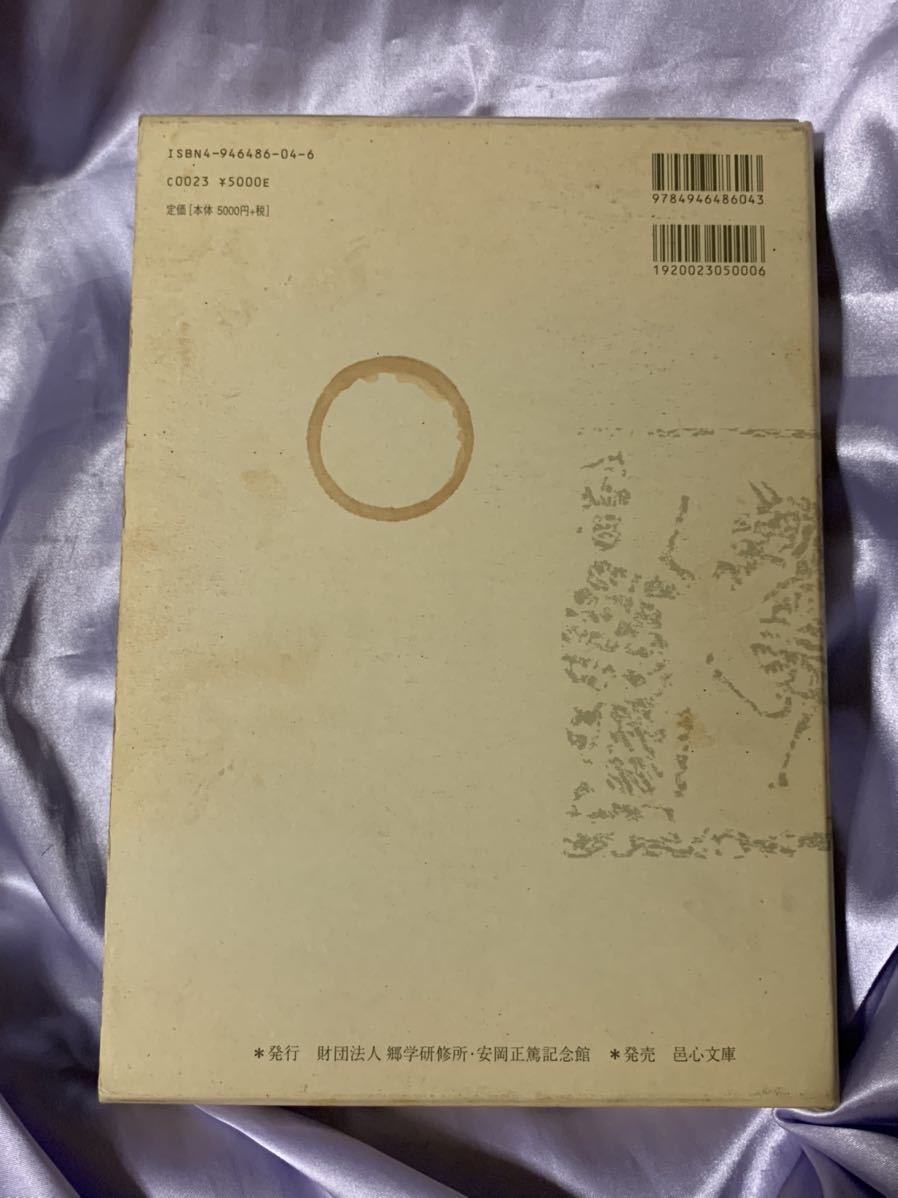 ISBN4-946486-04-6
C0023 ¥5000E
定価[本体 5000円+税]
9784946486043
1920023050006
＊発行 財団法人 郷学研修所・安岡正篤記念館 ＊発売 邑心文庫